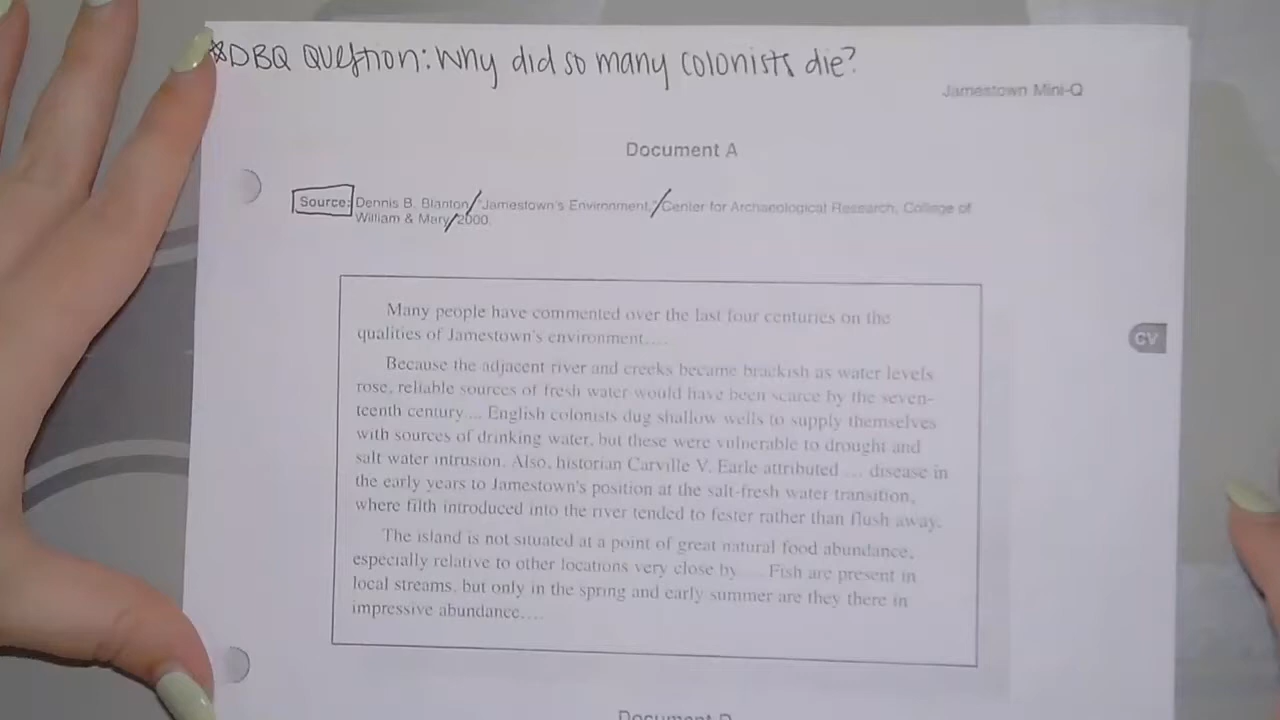 *DBQ Question: Why did so many colonists die?
Jamestown Mini-Q
Document A
Source: Dennis B. Blanton/"Jamestown's Environment,"/Center for Archaeological Research, College of
William & Mary/2000.
Many people have commented over the last four centuries on the
qualities of Jamestown's environment....
Because the adjacent river and creeks became brackish as water levels
rose, reliable sources of fresh water would have been scarce by the seven-
teenth century ... English colonists dug shallow wells to supply themselves
with sources of drinking water, but these were vulnerable to drought and
salt water intrusion. Also, historian Carville V. Earle attributed ... disease in
the early years to Jamestown's position at the salt-fresh water transition,
where filth introduced into the river tended to fester rather than flush away.
The island is not situated at a point of great natural food abundance,
especially relative to other locations very close by.... Fish are present in
local streams, but only in the spring and early summer are they there in
impressive abundance....
CV
Document